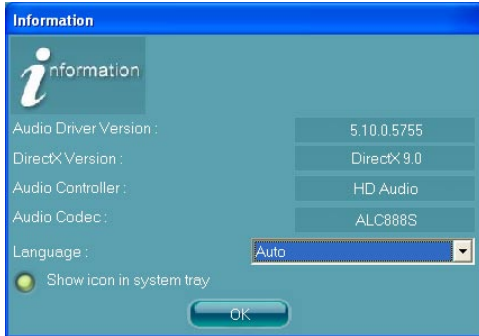 Information
information
Audio Driver Version : 5.10.0.5755
DirectX Version : DirectX 9.0
Audio Controller : HD Audio
Audio Codec : ALC888S
Language : Auto
Show icon in system tray
OK